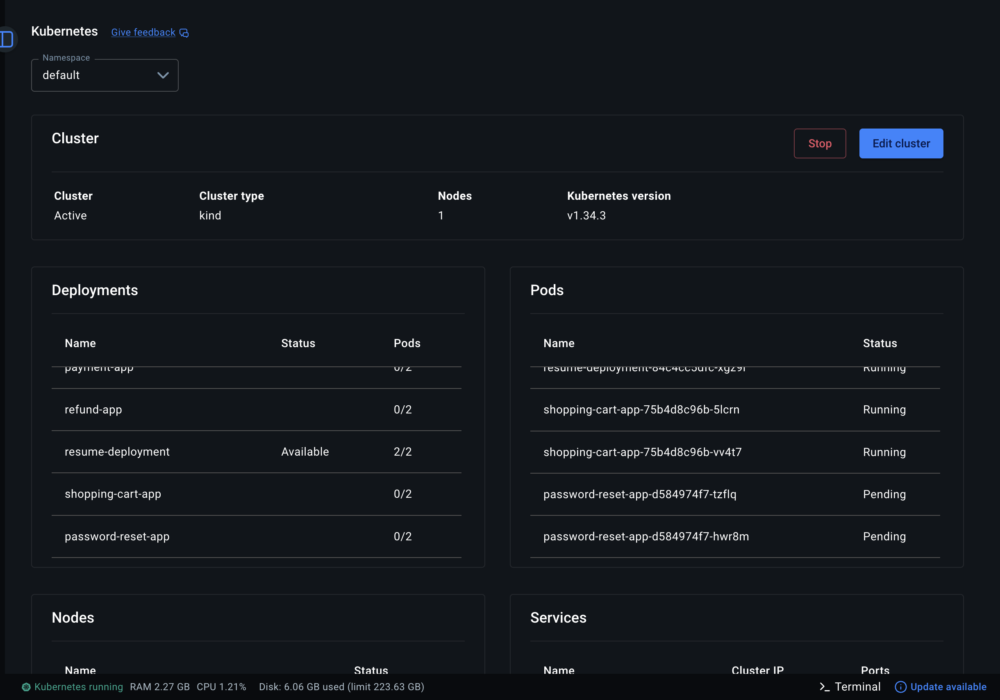 Kubernetes Give feedback
Namespace
default
Cluster
Stop
Edit cluster
Cluster Cluster type Nodes Kubernetes version
Active kind 1 v1.34.3
Deployments
Name Status Pods
payment-app 0/2
refund-app 0/2
resume-deployment Available 2/2
shopping-cart-app 0/2
password-reset-app 0/2
Pods
Name Status
Running
shopping-cart-app-75b4d8c96b-5lcrn Running
shopping-cart-app-75b4d8c96b-vv4t7 Running
password-reset-app-d584974f7-tzflq Pending
password-reset-app-d584974f7-hwr8m Pending
Nodes
Name Status
Services
Name Cluster IP Ports
Kubernetes running RAM 2.27 GB CPU 1.21% Disk: 6.06 GB used (limit 223.63 GB)
Terminal
Update available